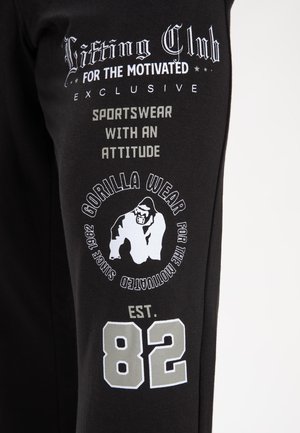 Lifting Club
FOR THE MOTIVATED
EXCLUSIVE
SPORTSWEAR
WITH AN
ATTITUDE
GORILLA WEAR
FOR THE MOTIVATED SINCE 1982
EST.
82